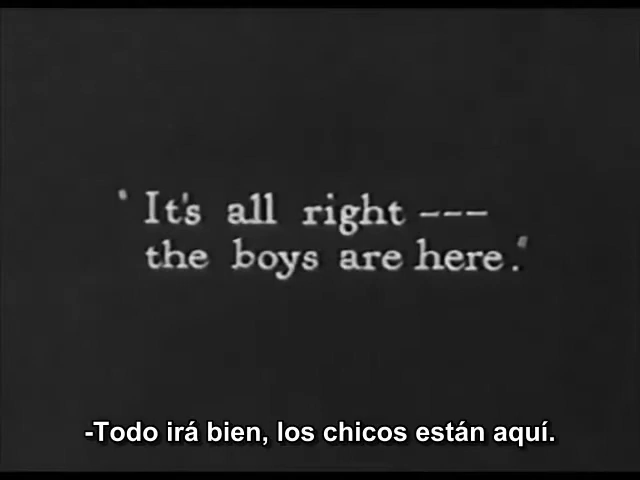 "It's all right ---
the boys are here."
-Todo irá bien, los chicos están aquí.